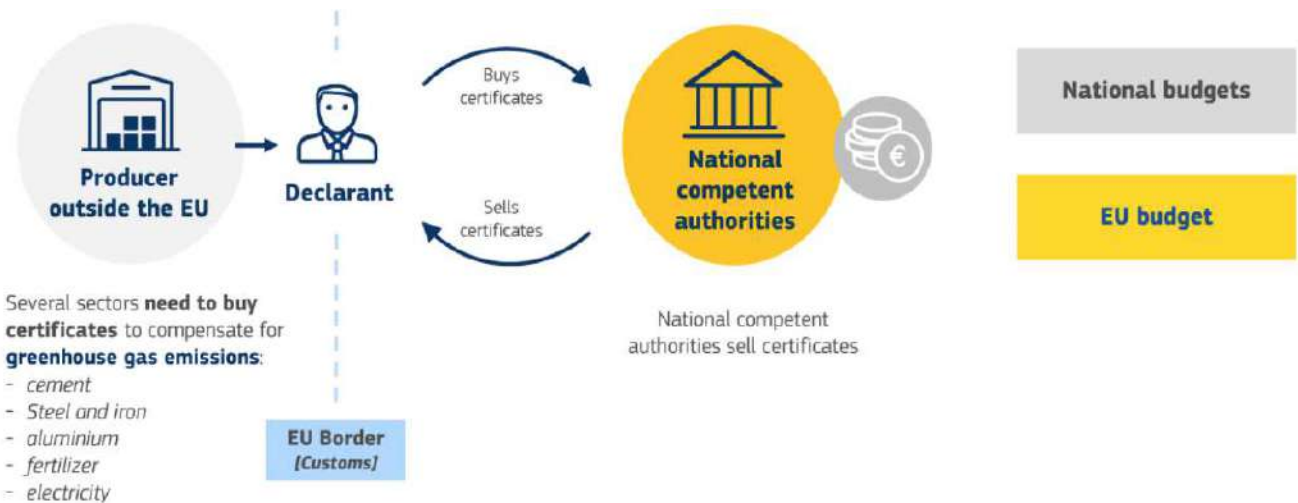 Producer
outside the EU
Declarant
Buys
certificates
Sells
certificates
National
competent
authorities
€
National budgets
EU budget
Several sectors need to buy
certificates to compensate for
greenhouse gas emissions:
- cement
- Steel and iron
- aluminium
- fertilizer
- electricity
EU Border
[Customs]
National competent
authorities sell certificates